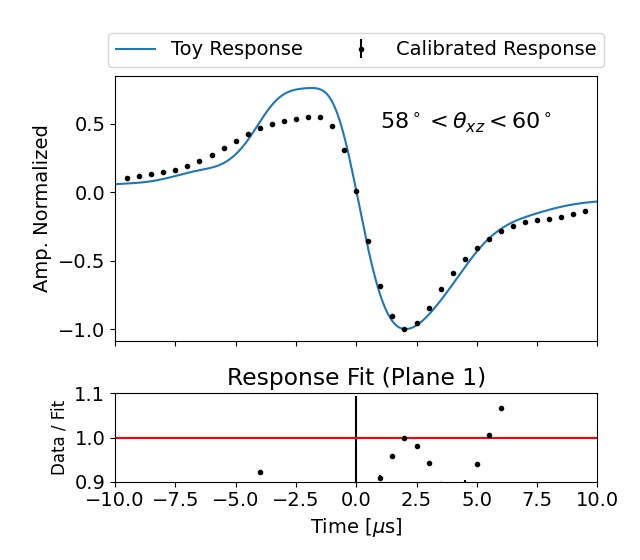 Toy Response Calibrated Response
58° < θxz < 60°
Amp. Normalized
0.5
0.0
−0.5
−1.0
Response Fit (Plane 1)
Data / Fit
1.1
1.0
0.9
−10.0 −7.5 −5.0 −2.5 0.0 2.5 5.0 7.5 10.0
Time [μs]